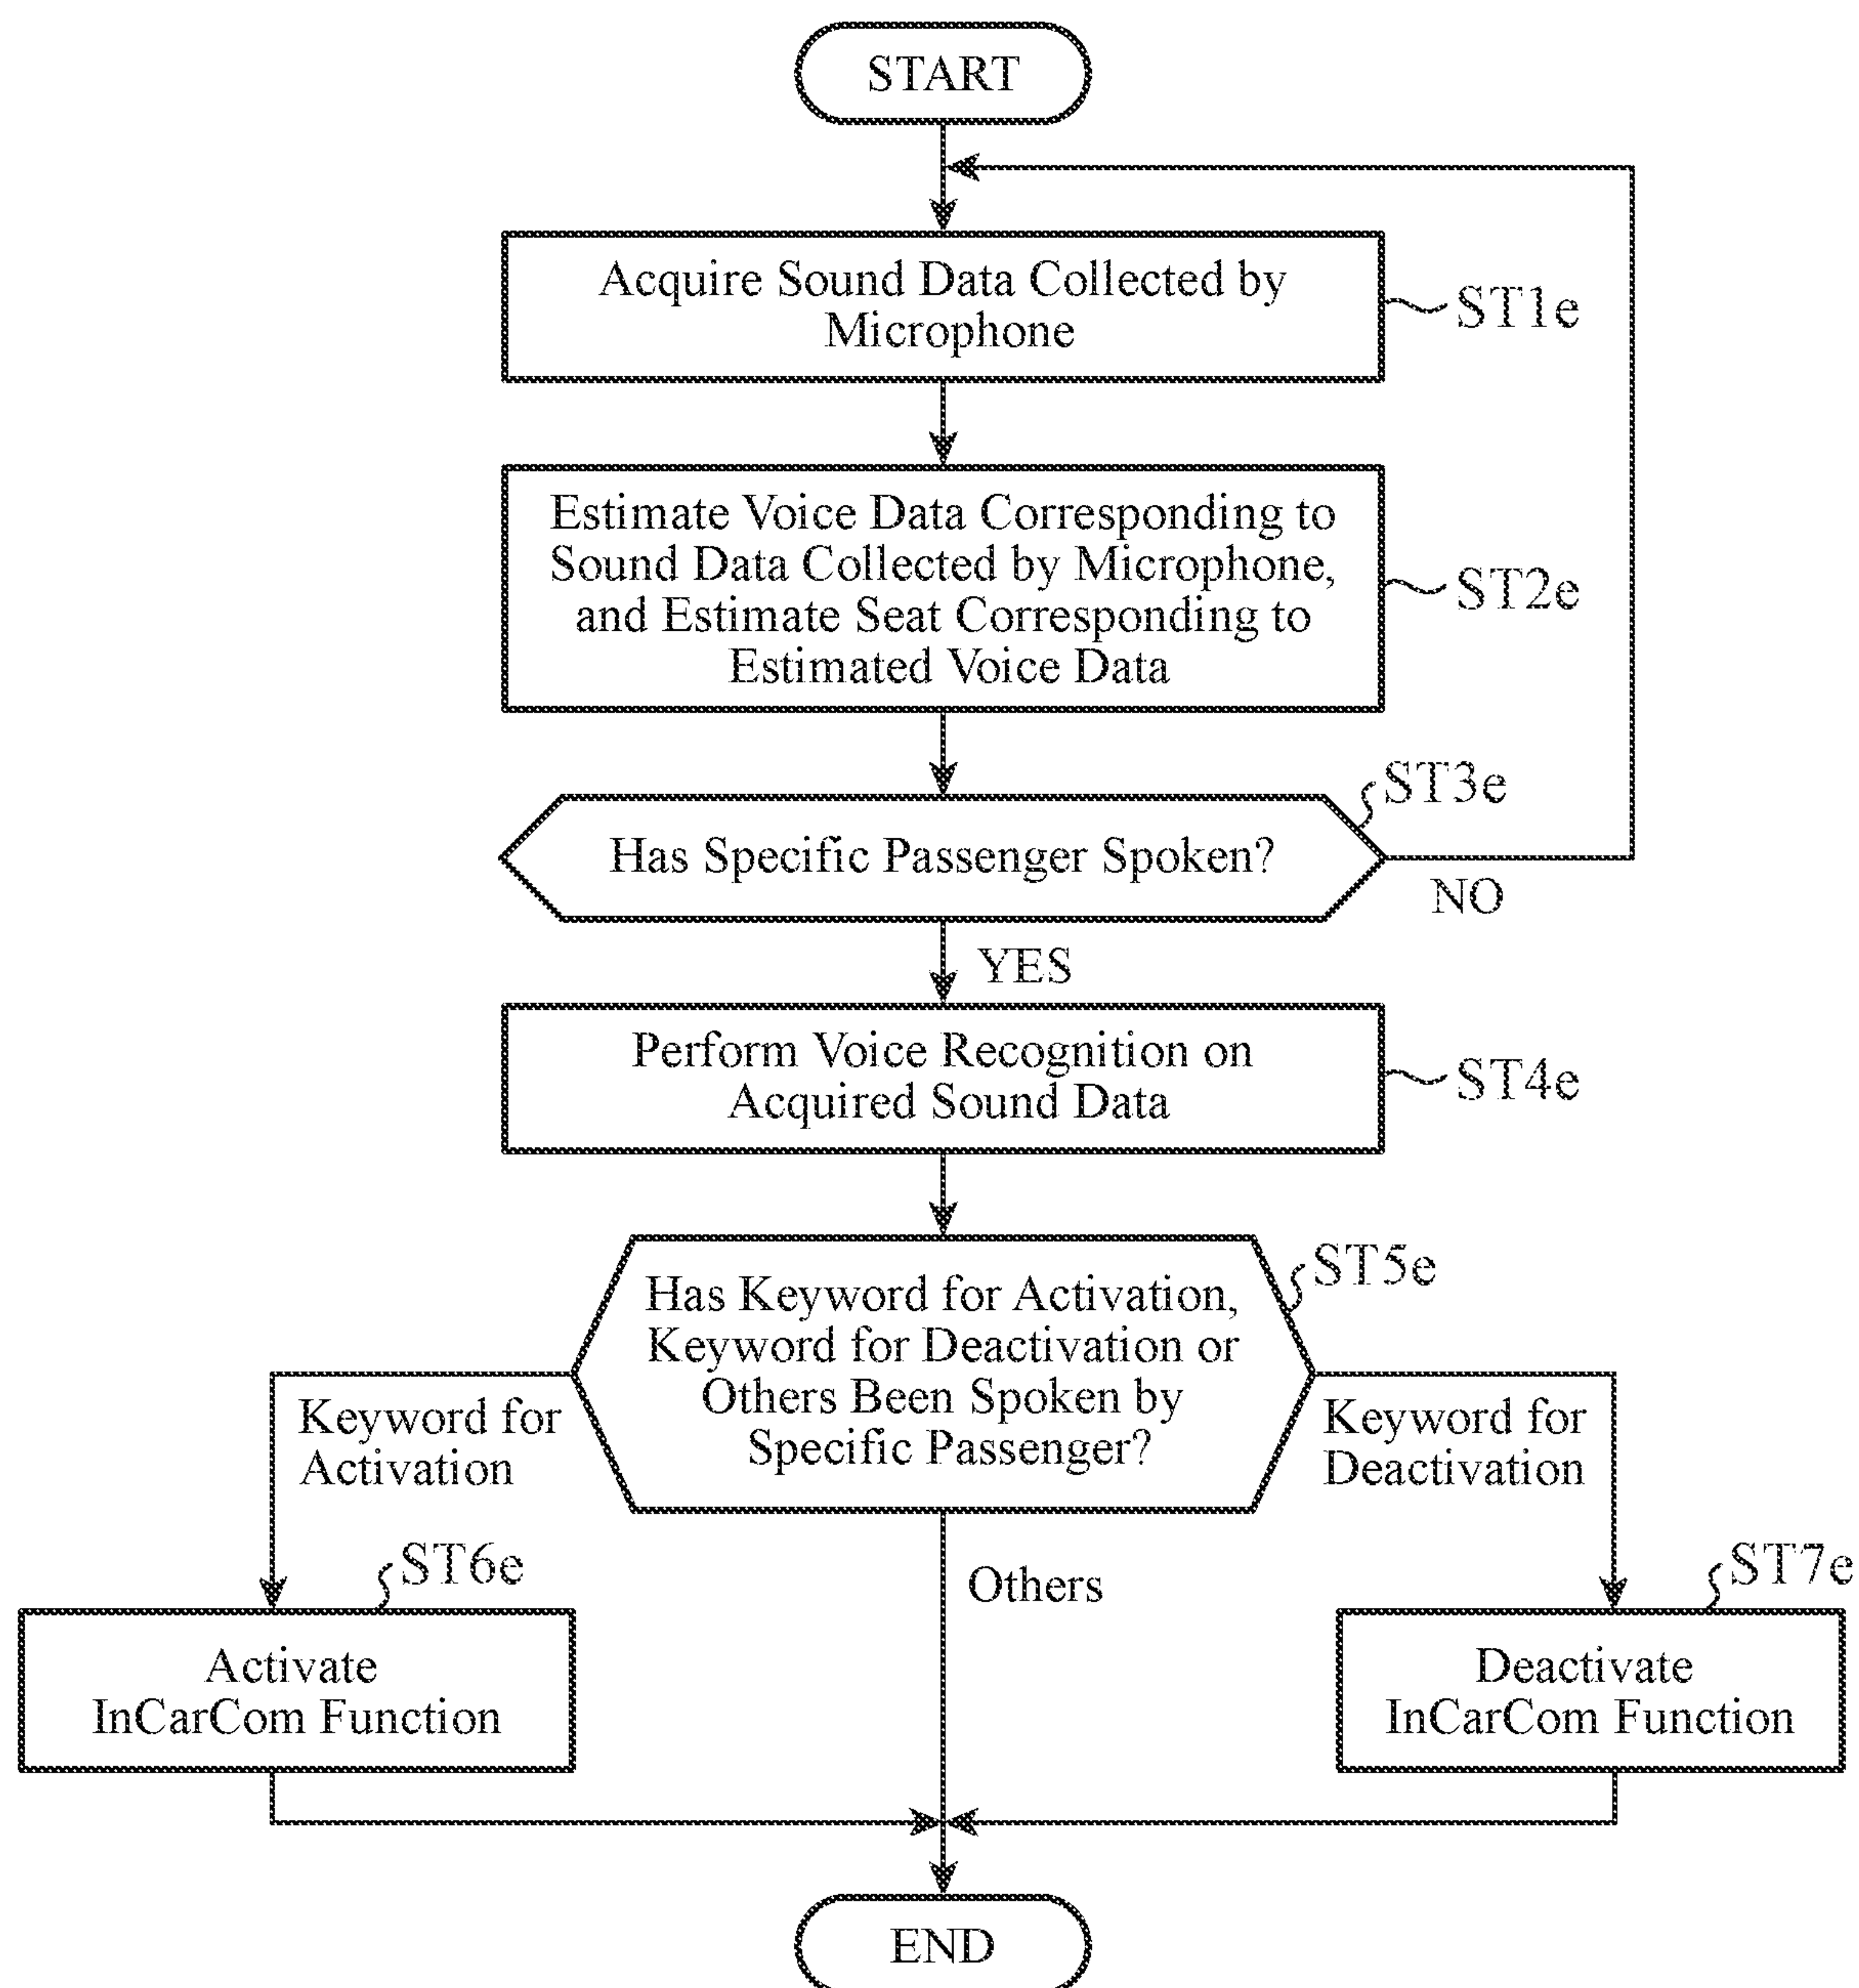 START
Acquire Sound Data Collected by
Microphone
ST1e
Estimate Voice Data Corresponding to
Sound Data Collected by Microphone,
and Estimate Seat Corresponding to
Estimated Voice Data
ST2e
ST3e
Has Specific Passenger Spoken?
NO
YES
Perform Voice Recognition on
Acquired Sound Data
ST4e
ST5e
Has Keyword for Activation,
Keyword for Deactivation or
Others Been Spoken by
Specific Passenger?
Keyword for
Activation
Keyword for
Deactivation
Others
ST6e
Activate
InCarCom Function
ST7e
Deactivate
InCarCom Function
END